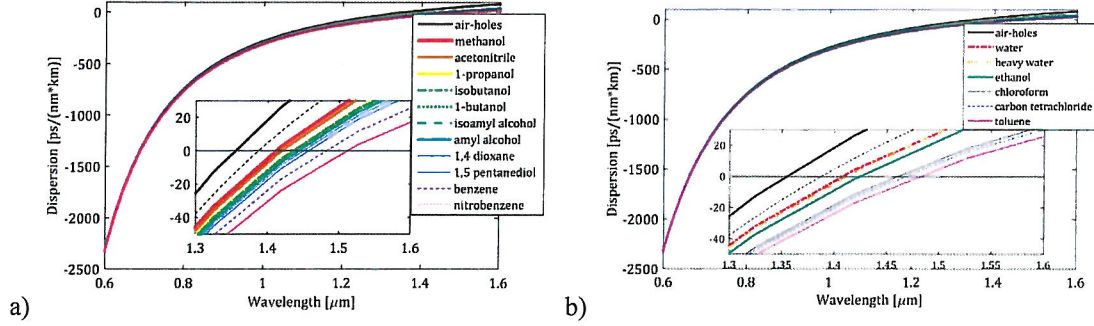 0
-500
-1000
-1500
-2000
-2500
Dispersion [ps/(nm*km)]
0.6 0.8 1 1.2 1.4 1.6
Wavelength [μm]
air-holes
methanol
acetonitrile
1-propanol
isobutanol
1-butanol
isoamyl alcohol
amyl alcohol
1,4 dioxane
1,5 pentanediol
benzene
nitrobenzene
20
0
-20
-40
1.3 1.4 1.5 1.6
a)
0
-500
-1000
-1500
-2000
-2500
Dispersion [ps/(nm*km)]
0.6 0.8 1 1.2 1.4 1.6
Wavelength [μm]
air-holes
water
heavy water
ethanol
chloroform
carbon tetrachloride
toluene
20
0
-20
-40
1.3 1.35 1.4 1.45 1.5 1.55 1.6
b)